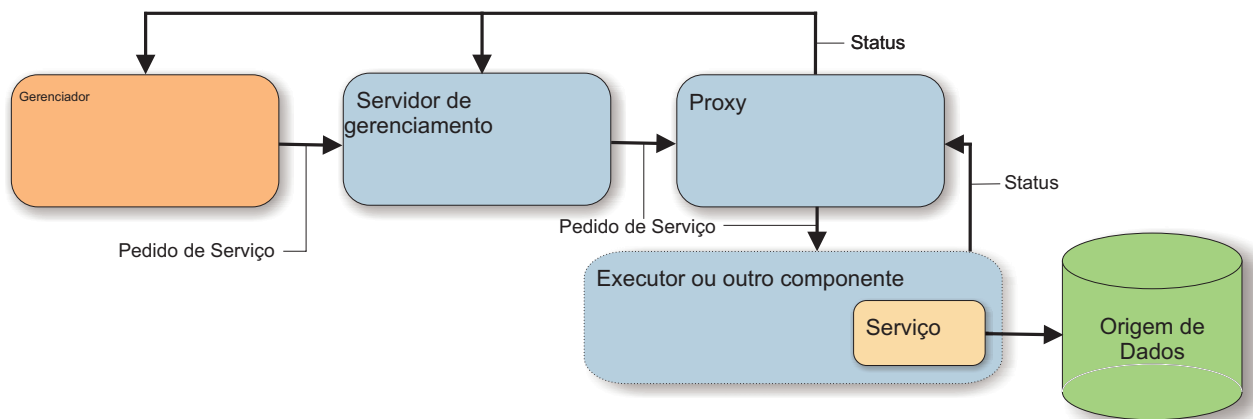 Status
Gerenciador
Servidor de
gerenciamento
Proxy
Status
Pedido de Serviço
Pedido de Serviço
Executor ou outro componente
Serviço
Origem de
Dados